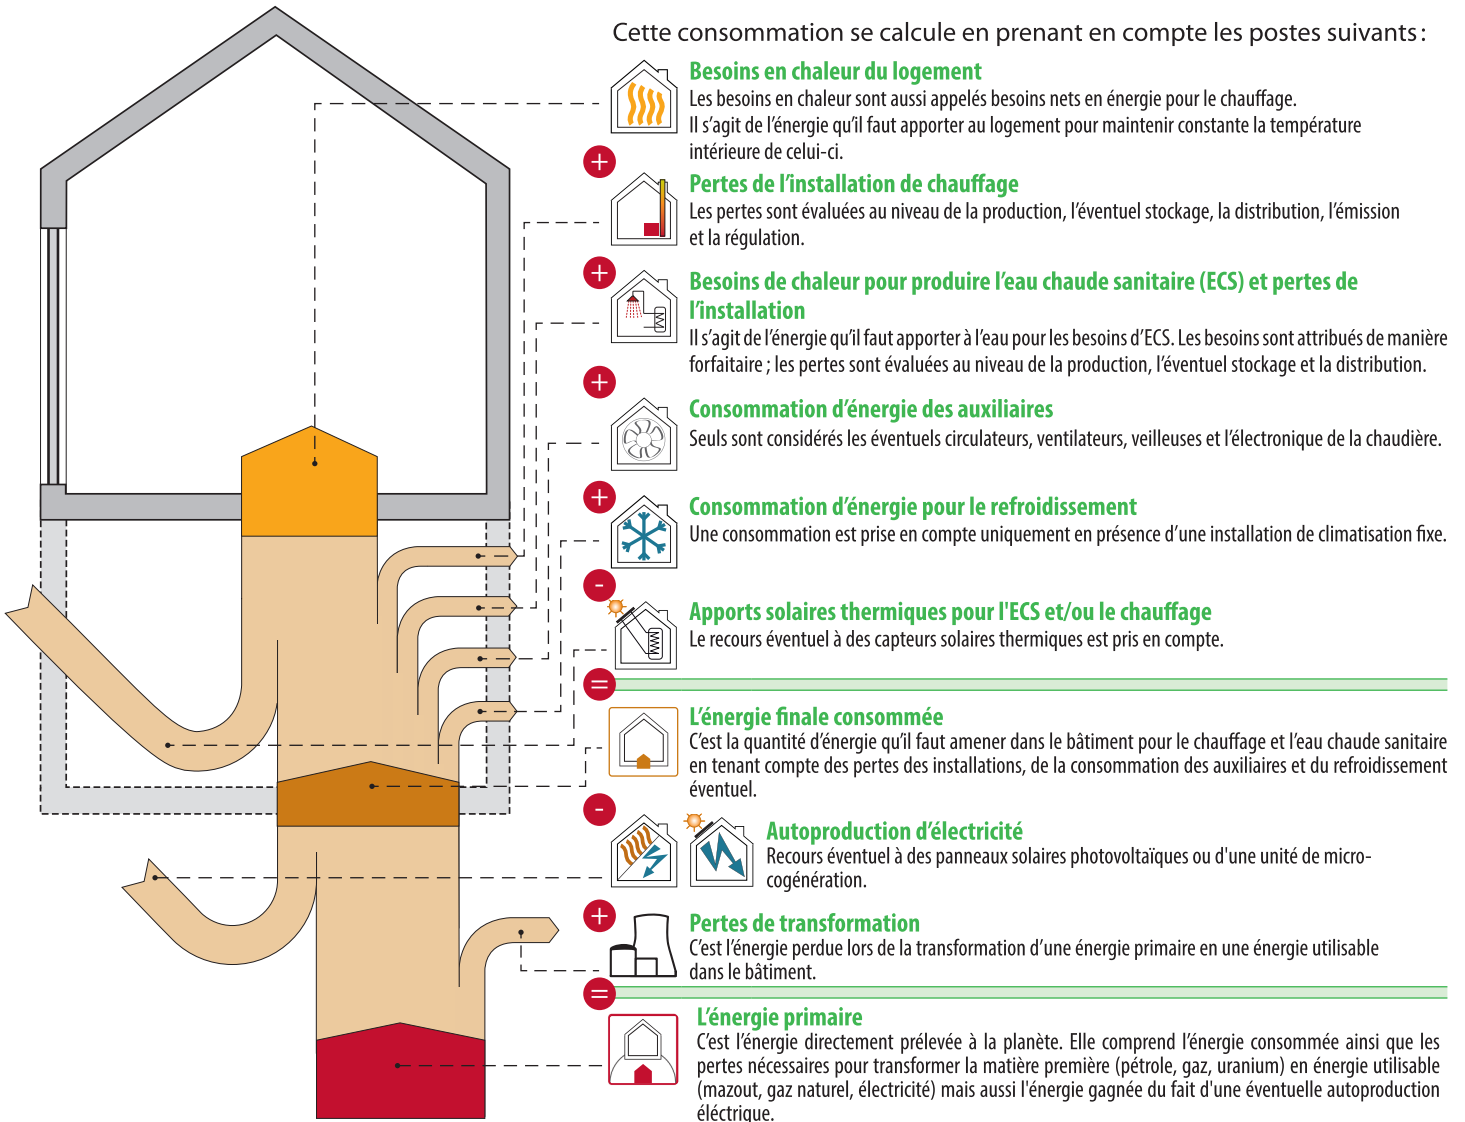 Cette consommation se calcule en prenant en compte les postes suivants :
Besoins en chaleur du logement
Les besoins en chaleur sont aussi appelés besoins nets en énergie pour le chauffage.
Il s’agit de l’énergie qu’il faut apporter au logement pour maintenir constante la température
intérieure de celui-ci.
+
Pertes de l’installation de chauffage
Les pertes sont évaluées au niveau de la production, l’éventuel stockage, la distribution, l’émission
et la régulation.
+
Besoins de chaleur pour produire l’eau chaude sanitaire (ECS) et pertes de
l’installation
Il s’agit de l’énergie qu’il faut apporter à l’eau pour les besoins d’ECS. Les besoins sont attribués de manière
forfaitaire ; les pertes sont évaluées au niveau de la production, l’éventuel stockage et la distribution.
+
Consommation d’énergie des auxiliaires
Seuls sont considérés les éventuels circulateurs, ventilateurs, veilleuses et l’électronique de la chaudière.
+
Consommation d’énergie pour le refroidissement
Une consommation est prise en compte uniquement en présence d’une installation de climatisation fixe.
-
Apports solaires thermiques pour l'ECS et/ou le chauffage
Le recours éventuel à des capteurs solaires thermiques est pris en compte.
=
L’énergie finale consommée
C’est la quantité d’énergie qu’il faut amener dans le bâtiment pour le chauffage et l’eau chaude sanitaire
en tenant compte des pertes des installations, de la consommation des auxiliaires et du refroidissement
éventuel.
-
Autoproduction d’électricité
Recours éventuel à des panneaux solaires photovoltaïques ou d'une unité de micro-
cogénération.
+
Pertes de transformation
C’est l’énergie perdue lors de la transformation d’une énergie primaire en une énergie utilisable
dans le bâtiment.
=
L’énergie primaire
C’est l’énergie directement prélevée à la planète. Elle comprend l’énergie consommée ainsi que les
pertes nécessaires pour transformer la matière première (pétrole, gaz, uranium) en énergie utilisable
(mazout, gaz naturel, électricité) mais aussi l'énergie gagnée du fait d'une éventuelle autoproduction
éléctrique.